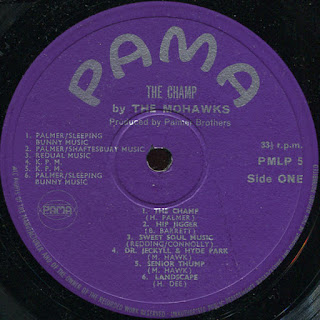 PAMA
THE CHAMP
by THE MOHAWKS
Produced by Palmer Brothers
1. PALMER/SLEEPING
BUNNY MUSIC
2. PALMER/SHAFTESBURY MUSIC
3. REDUAL MUSIC
4. K. P. M.
5. K. P. M.
6. PALMER/SLEEPING
BUNNY MUSIC
33⅓ r.p.m.
PMLP 5
Side ONE
PAMA
1. THE CHAMP
(H. PALMER)
2. HIP JIGGER
(B. BARRETT)
3. SWEET SOUL MUSIC
(REDDING/CONNOLLY)
4. DR. JECKYLL & HYDE PARK
(M. HAWK)
5. SENIOR THUMP
(M. HAWK)
6. LANDSCAPE
(H. DEE)